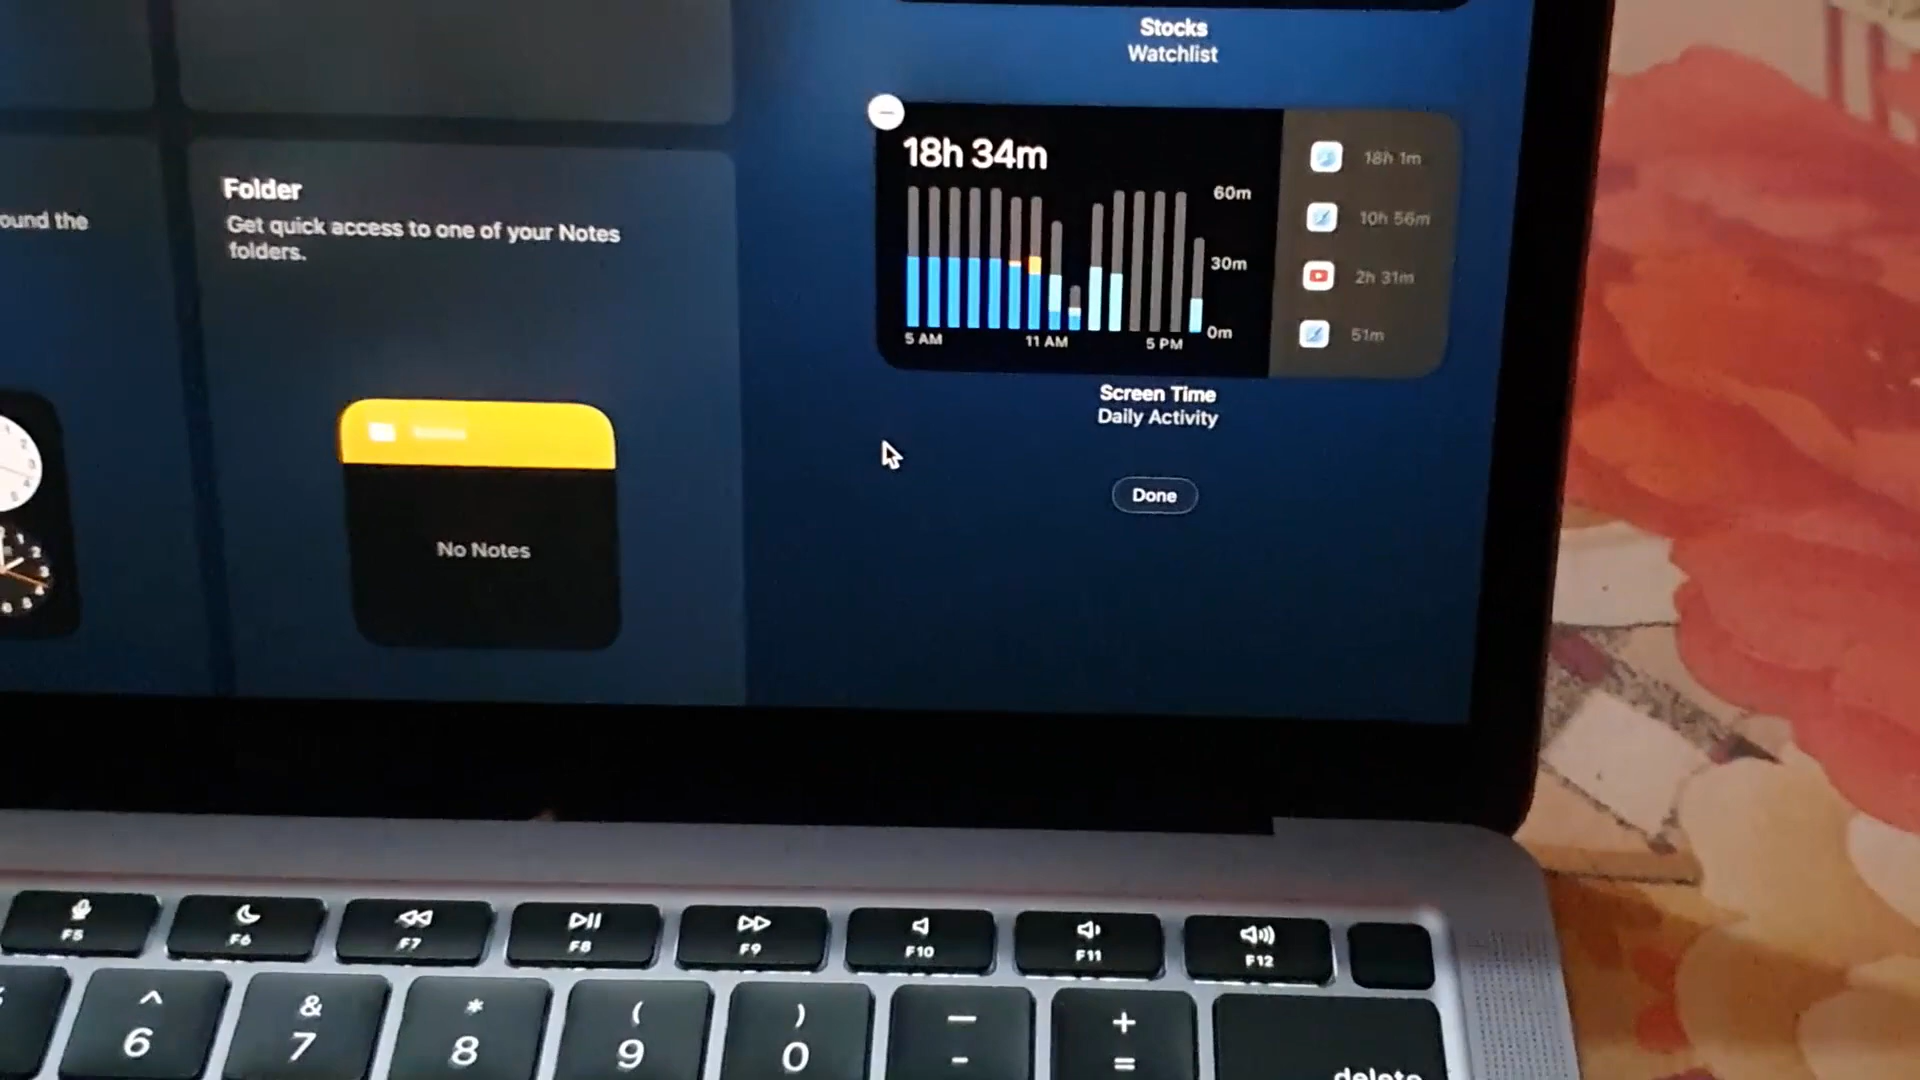 Stocks
Watchlist
18h 34m
60m
30m
0m
5 AM
11 AM
5 PM
18h 1m
10h 56m
2h 31m
51m
Screen Time
Daily Activity
Done
ound the
Folder
Get quick access to one of your Notes
folders.
No Notes
F5
F6
F7
F8
F9
F10
F11
F12
^
6
&
7
*
8
(
9
)
0
—
-
+
=
delete